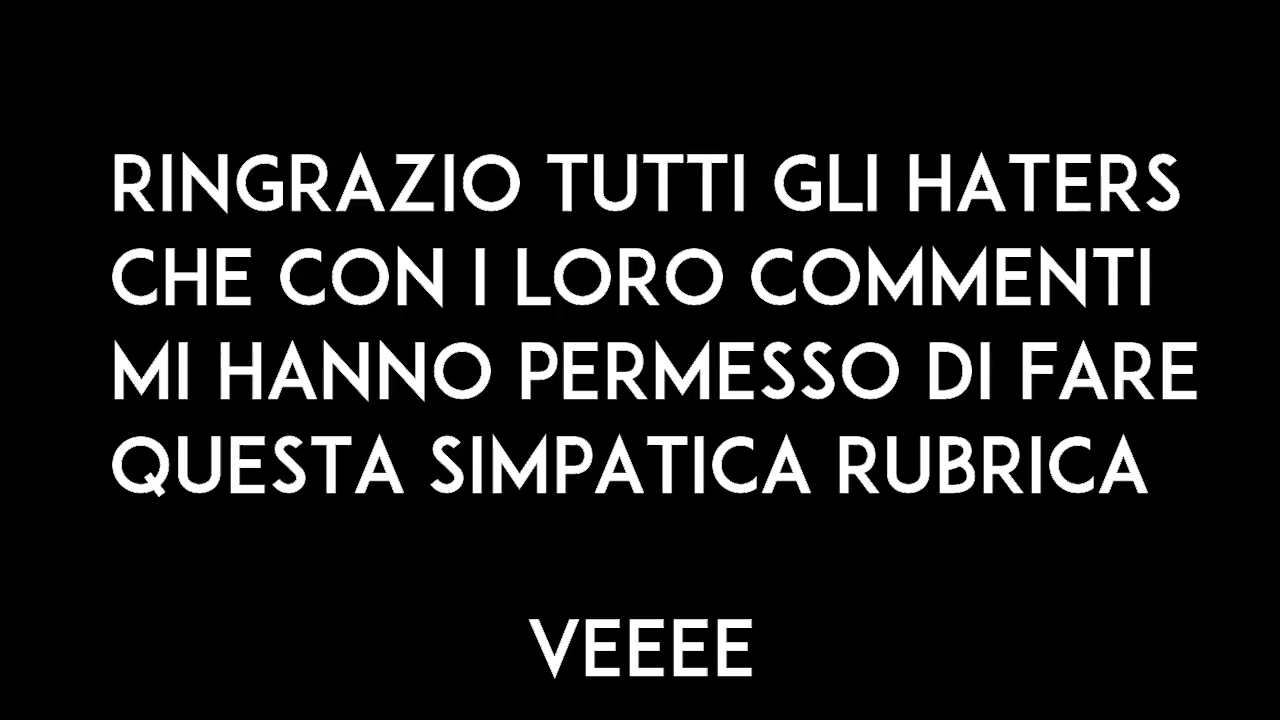 RINGRAZIO TUTTI GLI HATERS
CHE CON I LORO COMMENTI
MI HANNO PERMESSO DI FARE
QUESTA SIMPATICA RUBRICA
VEEEE